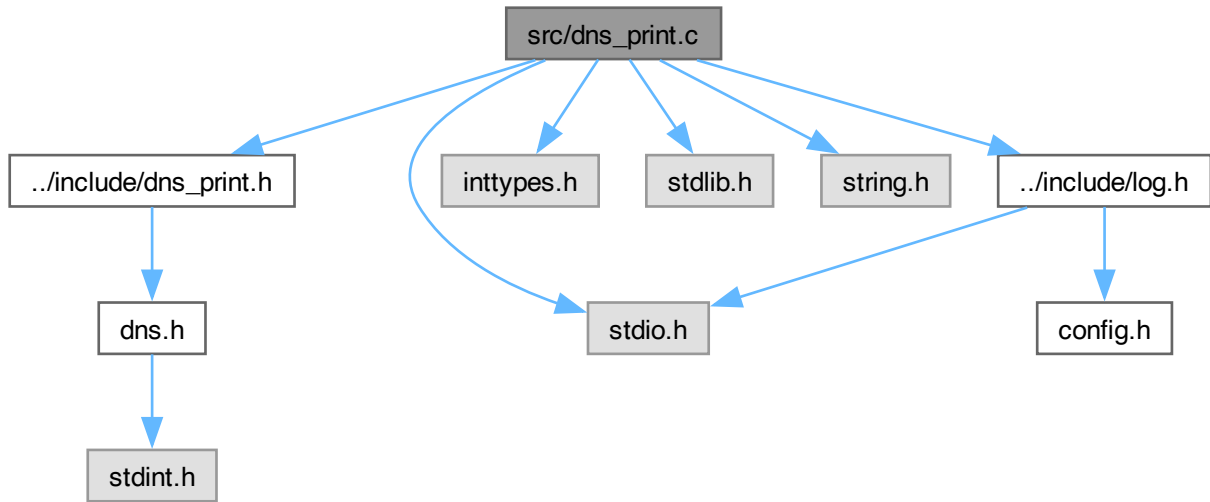 src/dns_print.c
../include/dns_print.h
inttypes.h
stdlib.h
string.h
../include/log.h
dns.h
stdio.h
config.h
stdint.h